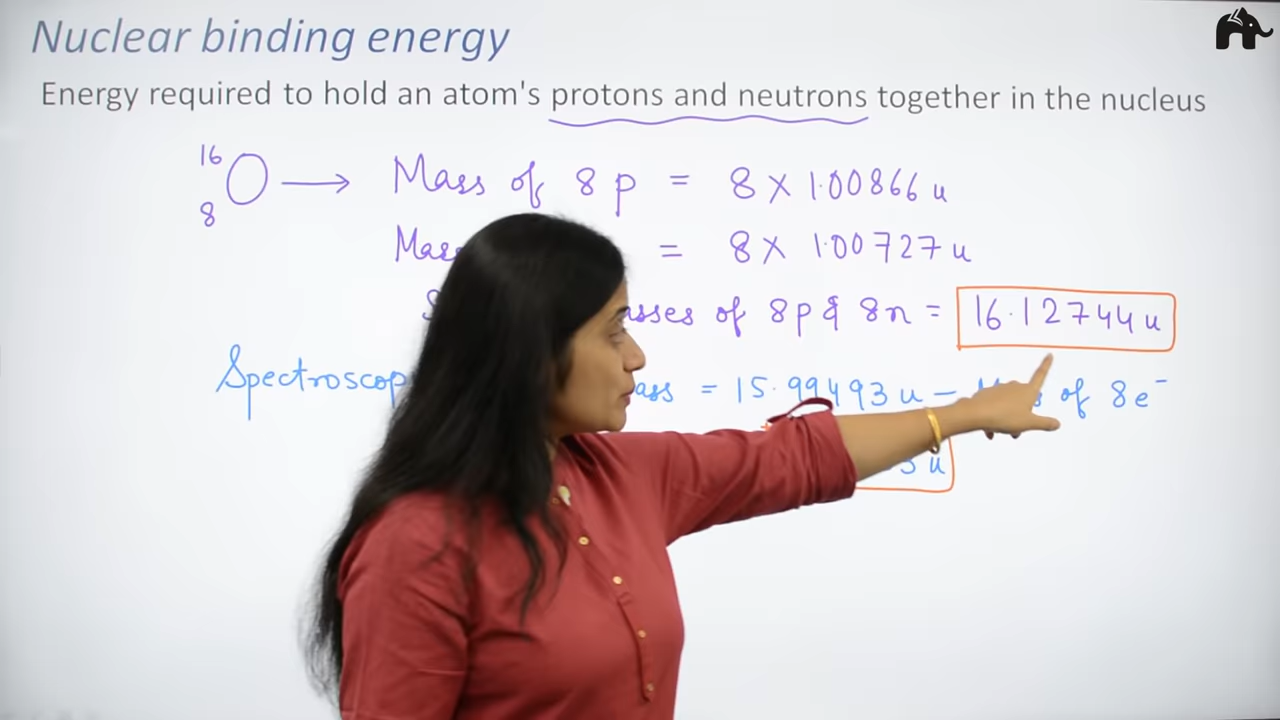 Nuclear binding energy
Energy required to hold an atom's protons and neutrons together in the nucleus
16
8 O → Mass of 8 p = 8 X 1.00866 u
= 8 X 1.00727 u
of 8p & 8n = 16.12744 u
= 15.99493 u - of 8e⁻
u